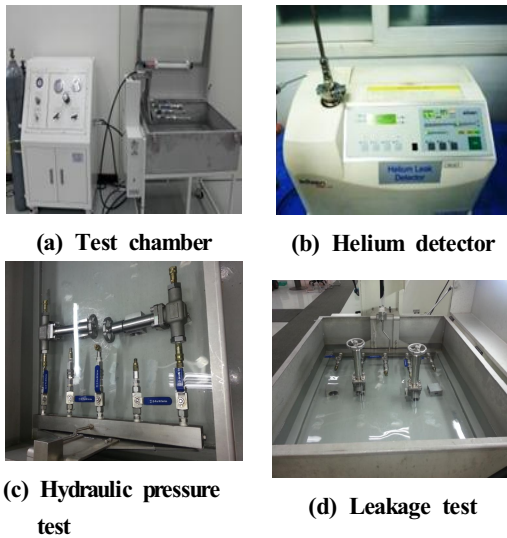 (a) Test chamber
(b) Helium detector
Helium Leak
Detector
(c) Hydraulic pressure
test
(d) Leakage test